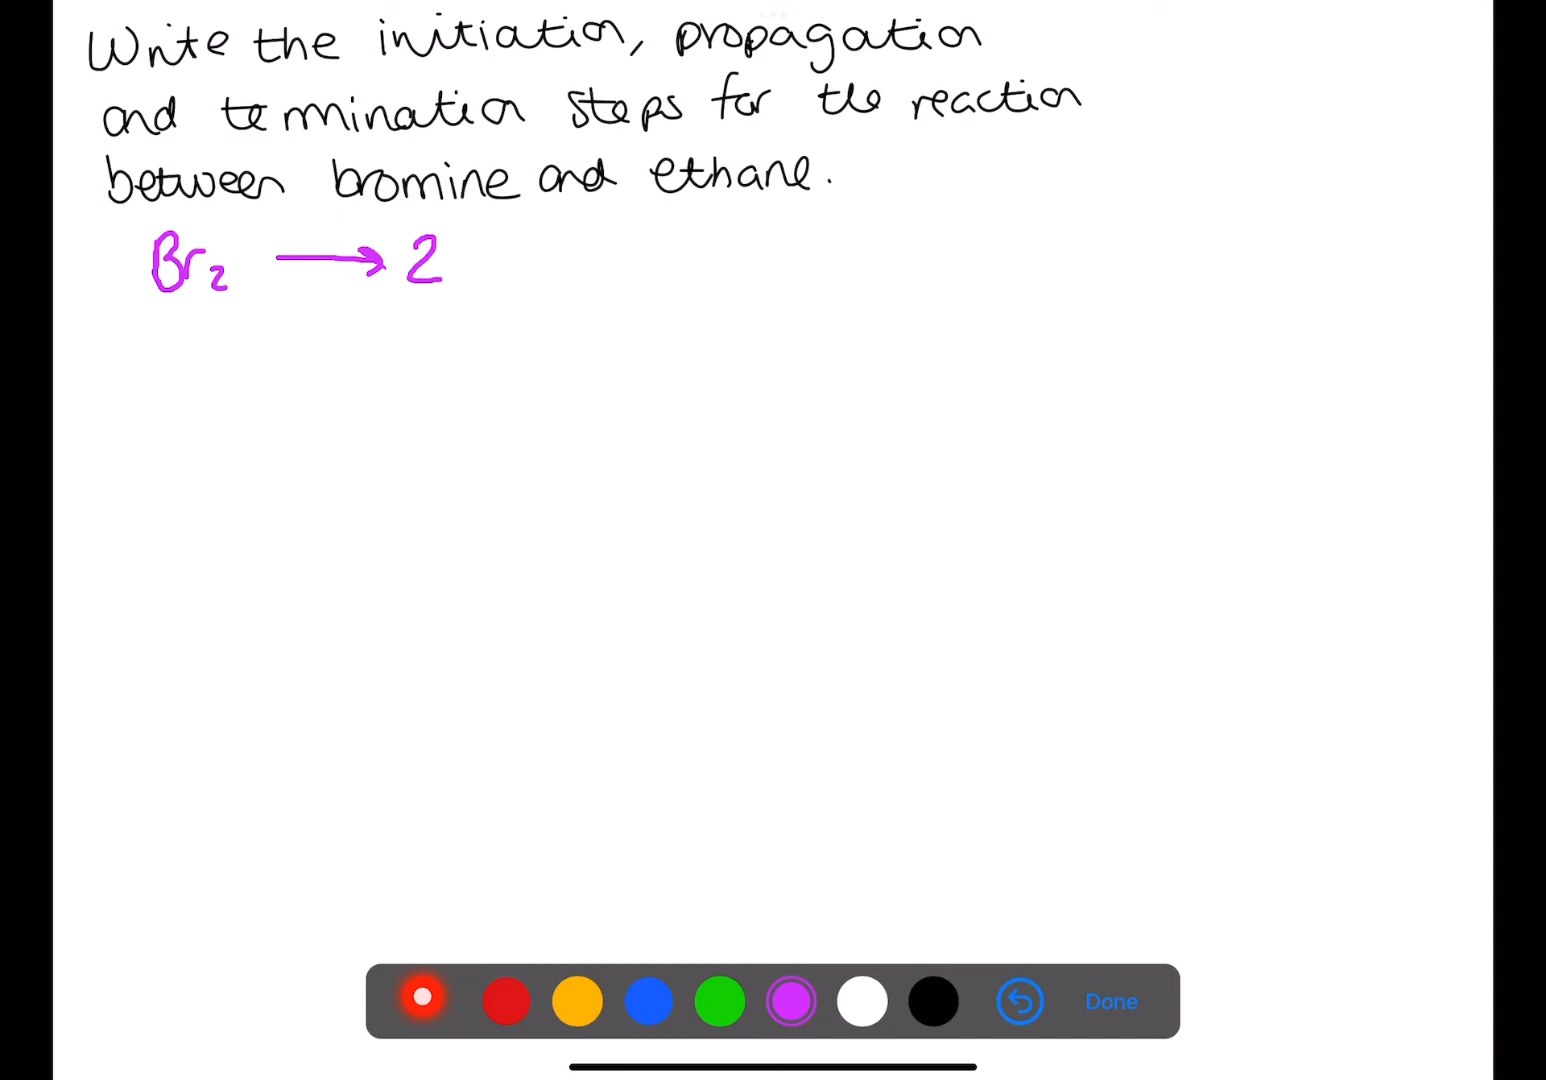 Write the initiation, propagation
and termination steps for the reaction
between bromine and ethane.
Br₂ ⟶ 2
Done